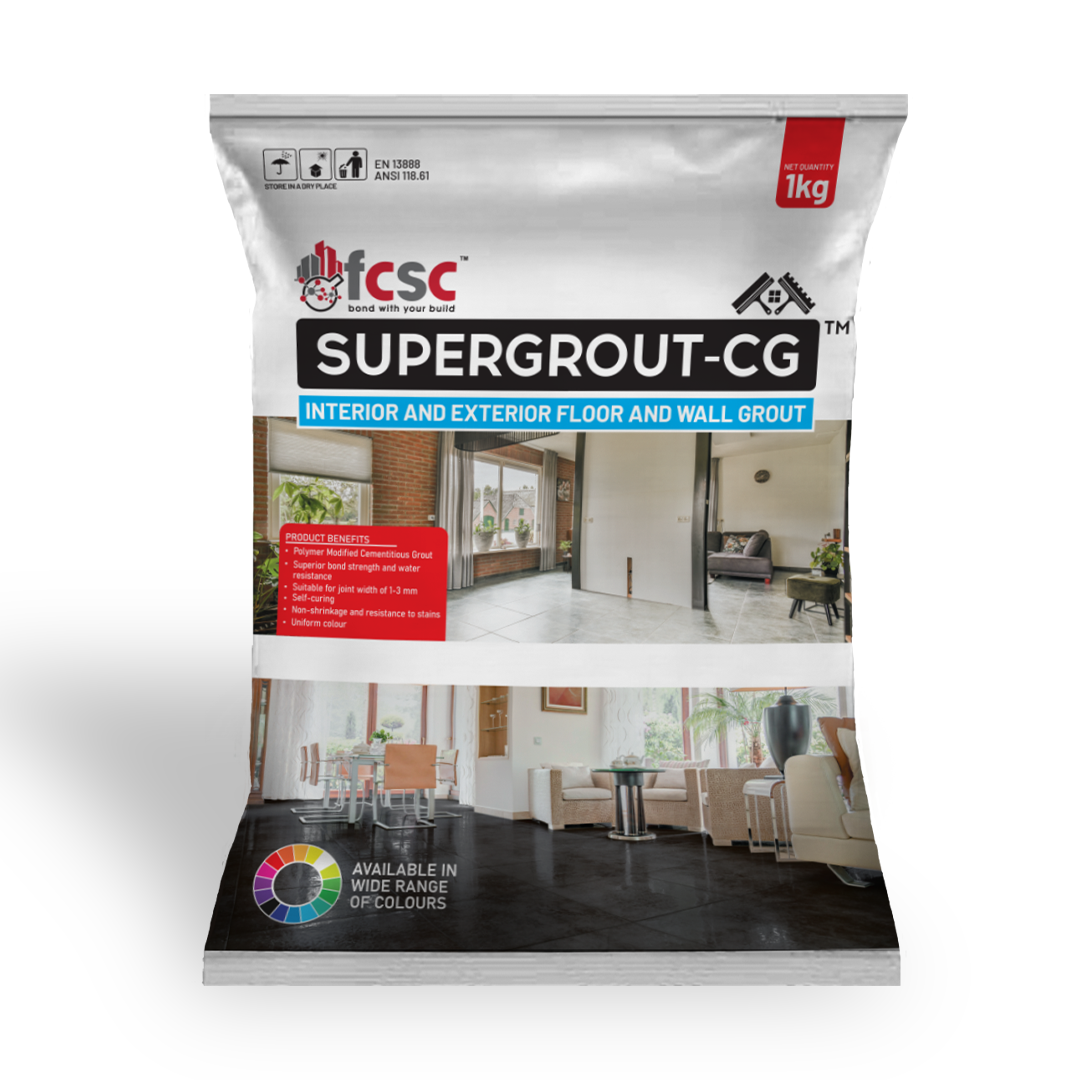 EN 13888
ANSI 118.61
STORE IN A DRY PLACE
NET QUANTITY
1kg
fcsc™
bond with your build
SUPERGROUT-CG™
INTERIOR AND EXTERIOR FLOOR AND WALL GROUT
PRODUCT BENEFITS
• Polymer Modified Cementitious Grout
• Superior bond strength and water
resistance
• Suitable for joint width of 1-3 mm
• Self-curing
• Non-shrinkage and resistance to stains
• Uniform colour
AVAILABLE IN
WIDE RANGE
OF COLOURS